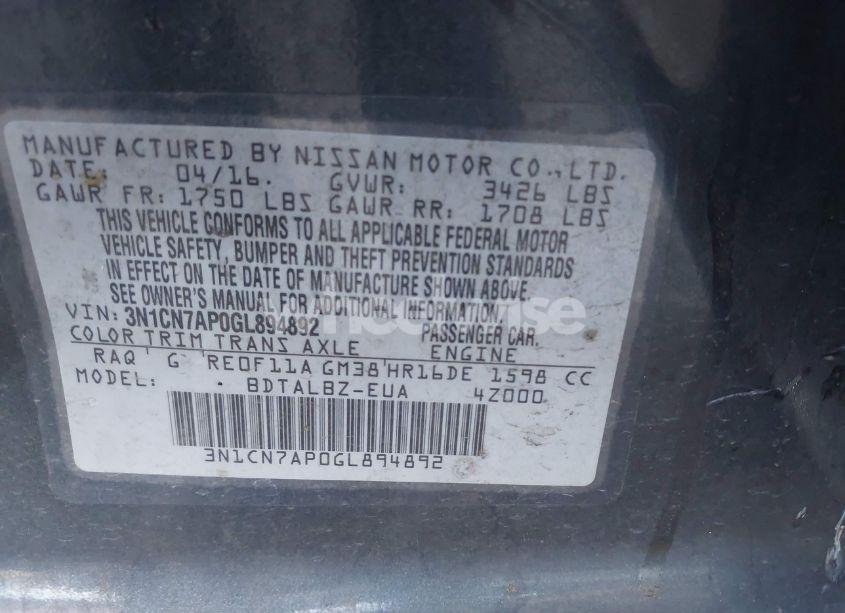 MANUFACTURED BY NISSAN MOTOR CO., LTD.
DATE: 04/16. GVWR: 3426 LBS
GAWR FR: 1750 LBS GAWR RR: 1708 LBS
THIS VEHICLE CONFORMS TO ALL APPLICABLE FEDERAL MOTOR
VEHICLE SAFETY, BUMPER AND THEFT PREVENTION STANDARDS
IN EFFECT ON THE DATE OF MANUFACTURE SHOWN ABOVE.
SEE OWNER'S MANUAL FOR ADDITIONAL INFORMATION.
VIN: 3N1CN7AP0GL894892 PASSENGER CAR.
COLOR TRIM TRANS AXLE ENGINE
RAQ G RE0F11A GM38 HR16DE 1598 CC
MODEL: BDTALBZ-EUA 4Z000
3N1CN7AP0GL894892